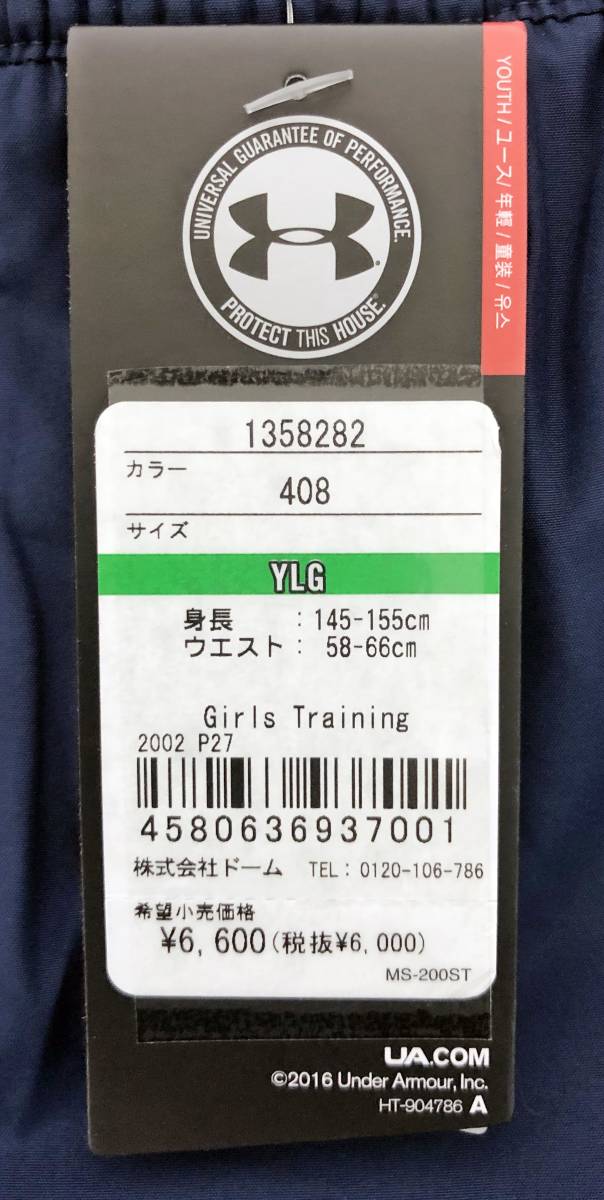 UNIVERSAL GUARANTEE OF PERFORMANCE.
PROTECT THIS HOUSE.®
YOUTH / ユース / 年輕 / 童装 / 유스
1358282
カラー
408
サイズ
YLG
身長 : 145-155cm
ウエスト : 58-66cm
Girls Training
2002 P27
4580636937001
株式会社ドーム TEL: 0120-106-786
希望小売価格
¥6,600(税抜¥6,000)
MS-200ST
UA.COM
©2016 Under Armour, Inc.
HT-904786 A